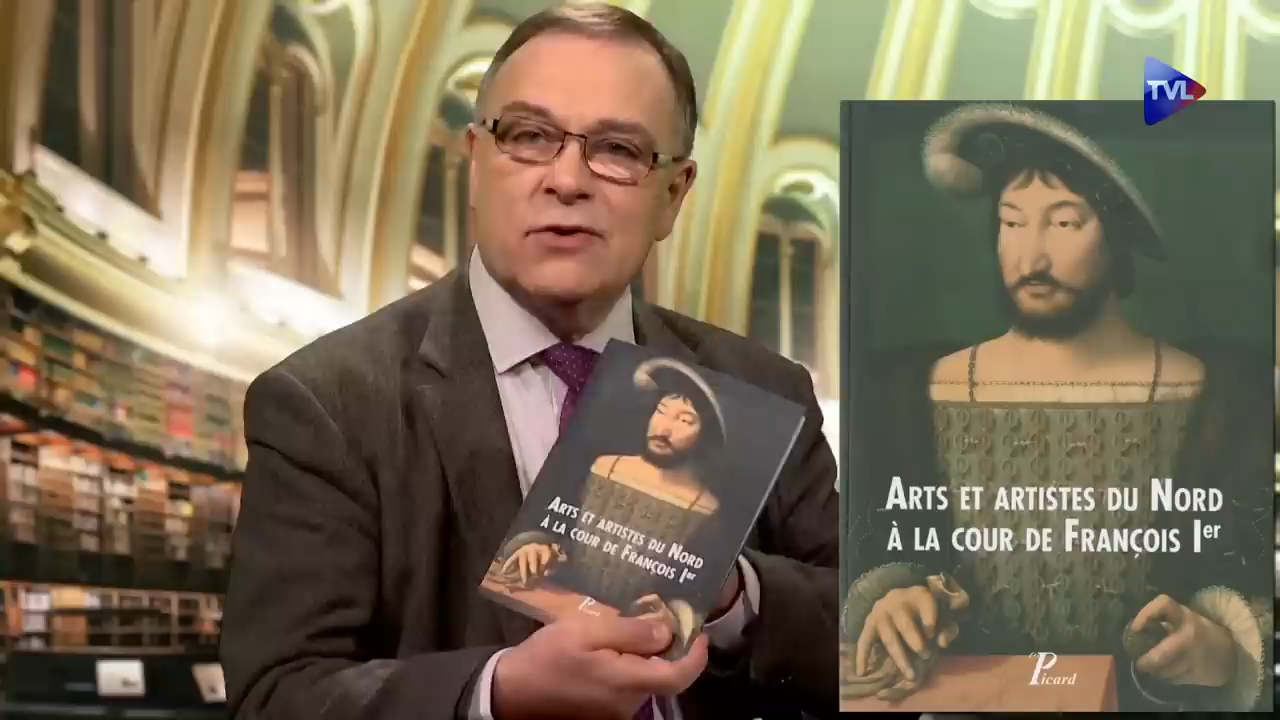 TVL
ARTS ET ARTISTES DU NORD
À LA COUR DE FRANÇOIS Ier
Picard
ARTS ET ARTISTES DU NORD
À LA COUR DE FRANÇOIS Ier